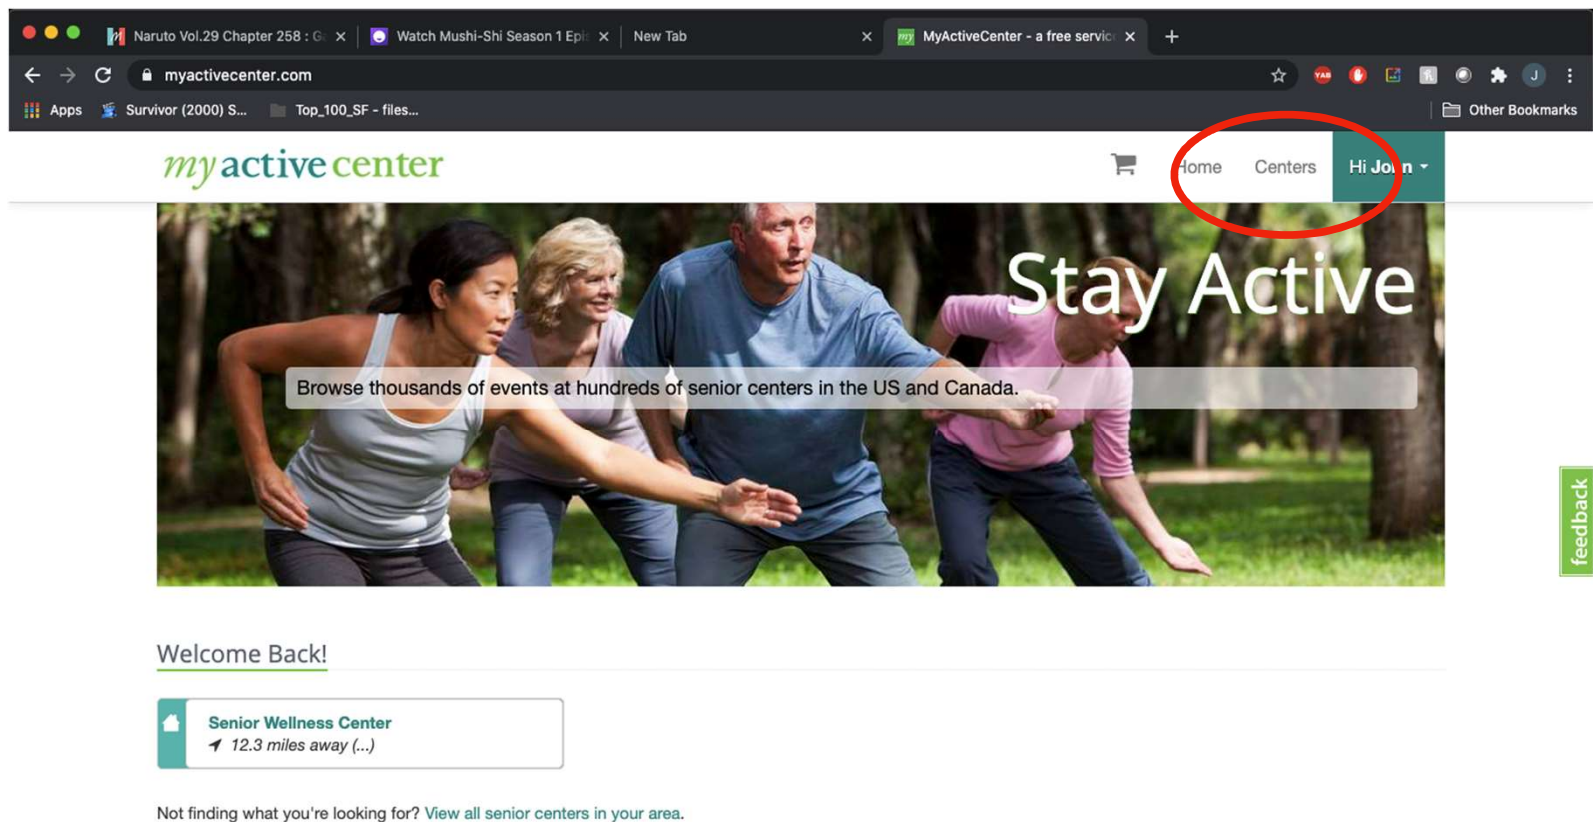 Naruto Vol.29 Chapter 258 : G
Watch Mushi-Shi Season 1 Epi
New Tab
MyActiveCenter - a free servic
myactivecenter.com
YAB
J
Apps
Survivor (2000) S...
Top_100_SF - files...
Other Bookmarks
my active center
Home
Centers
Hi John
Stay Active
Browse thousands of events at hundreds of senior centers in the US and Canada.
feedback
Welcome Back!
Senior Wellness Center
12.3 miles away (...)
Not finding what you're looking for? View all senior centers in your area.